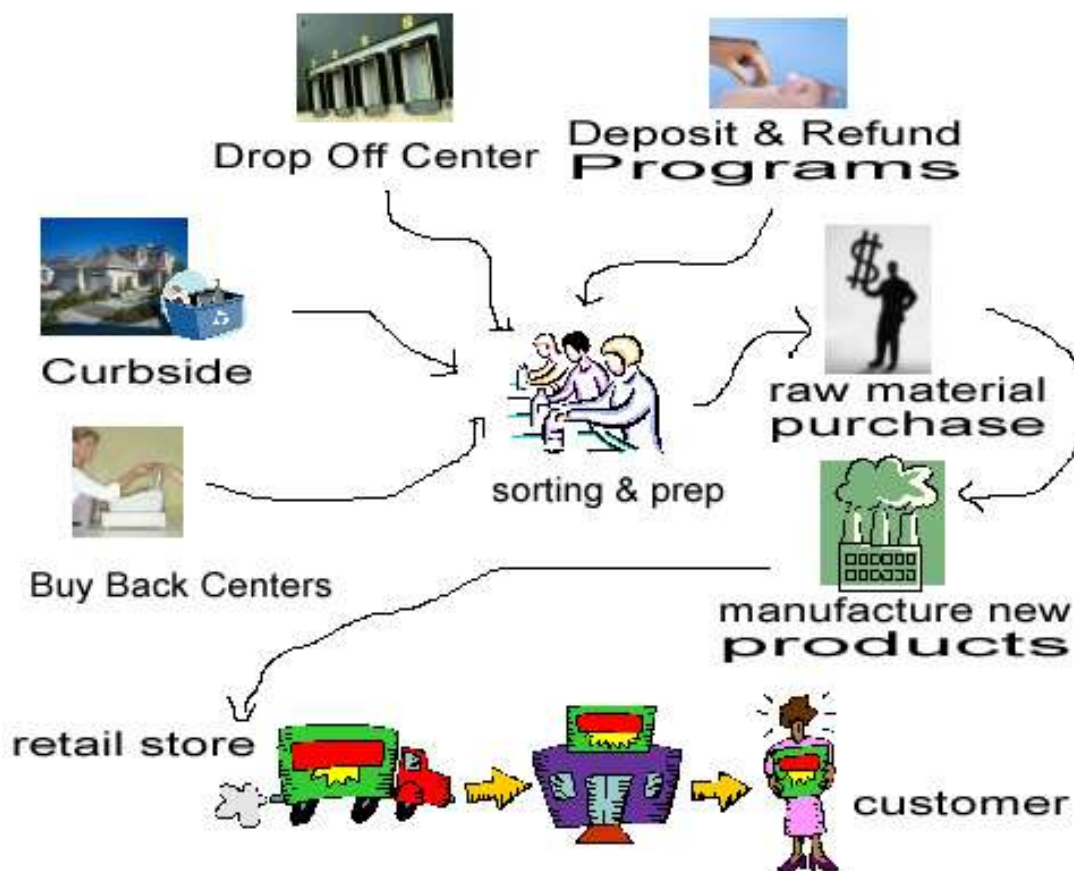 Drop Off Center
Deposit & Refund
Programs
Curbside
raw material
purchase
sorting & prep
Buy Back Centers
manufacture new
products
retail store
customer